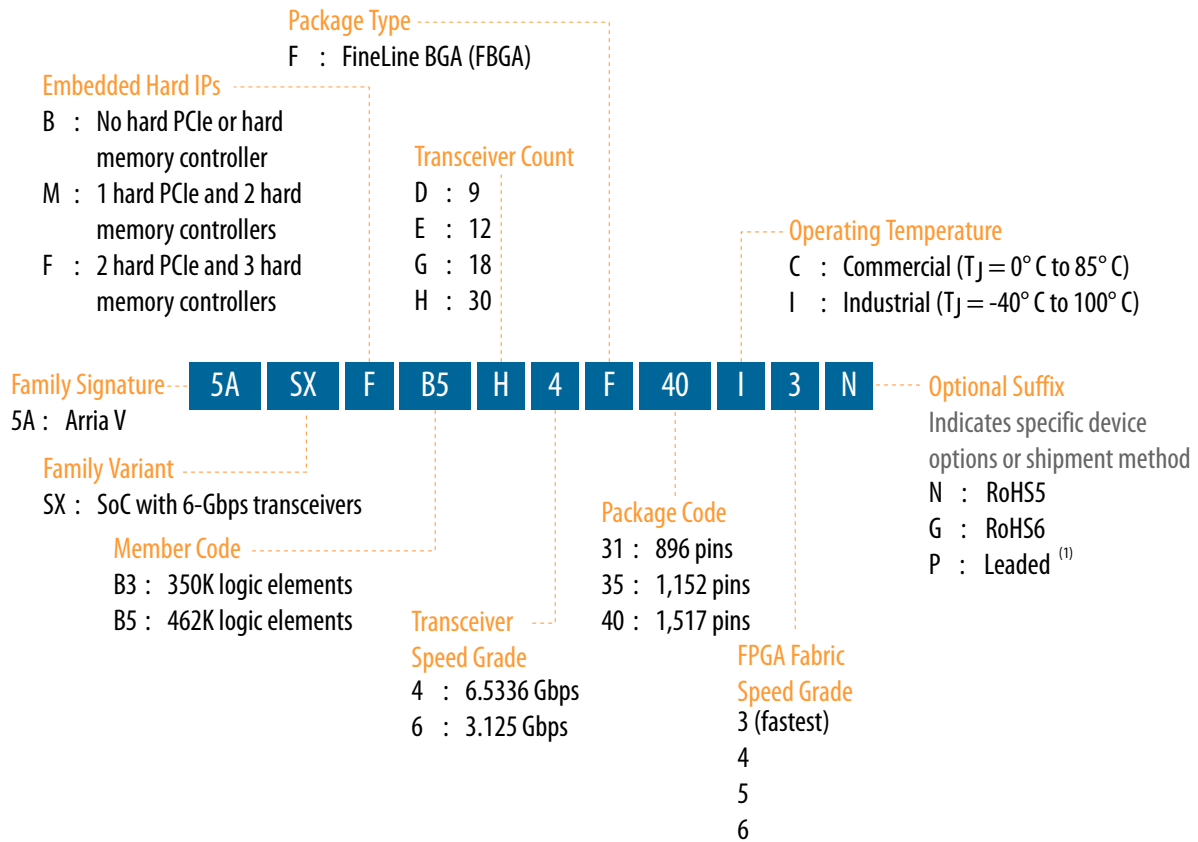 Package Type
F : FineLine BGA (FBGA)
Embedded Hard IPs
B : No hard PCIe or hard
memory controller
M : 1 hard PCIe and 2 hard
memory controllers
F : 2 hard PCIe and 3 hard
memory controllers
Transceiver Count
D : 9
E : 12
G : 18
H : 30
Operating Temperature
C : Commercial (TJ = 0° C to 85° C)
I : Industrial (TJ = -40° C to 100° C)
Family Signature
5A : Arria V
5A SX F B5 H 4 F 40 I 3 N
Optional Suffix
Indicates specific device
options or shipment method
N : RoHS5
G : RoHS6
P : Leaded (1)
Family Variant
SX : SoC with 6-Gbps transceivers
Member Code
B3 : 350K logic elements
B5 : 462K logic elements
Transceiver
Speed Grade
4 : 6.5336 Gbps
6 : 3.125 Gbps
Package Code
31 : 896 pins
35 : 1,152 pins
40 : 1,517 pins
FPGA Fabric
Speed Grade
3 (fastest)
4
5
6